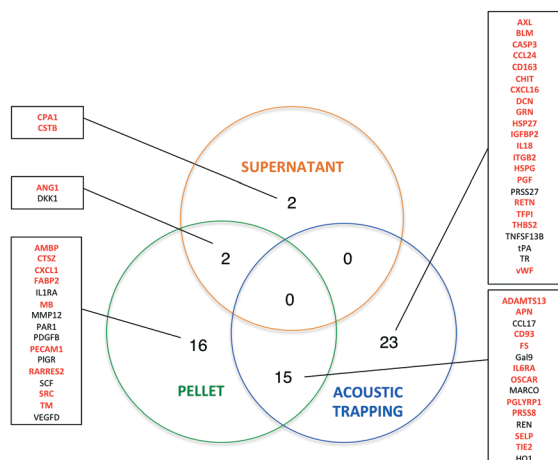 AXL
BLM
CASP3
CCL24
CD163
CHIT
CXCL16
DCN
GRN
HSP27
IGFBP2
IL18
ITGB2
HSPG
PGF
PRSS27
RETN
TFPI
THBS2
TNFSF13B
tPA
TR
vWF
CPA1
CSTB
SUPERNATANT
2
ANG1
DKK1
2
0
0
AMBP
CTSZ
CXCL1
FABP2
IL1RA
MB
MMP12
PAR1
PDGFB
PECAM1
PIGR
RARRES2
SCF
SRC
TM
VEGFD
16
23
15
PELLET
ACOUSTIC
TRAPPING
ADAMTS13
APN
CCL17
CD93
FS
Gal9
IL6RA
OSCAR
MARCO
PGLYRP1
PRSS8
REN
SELP
TIE2
HO1